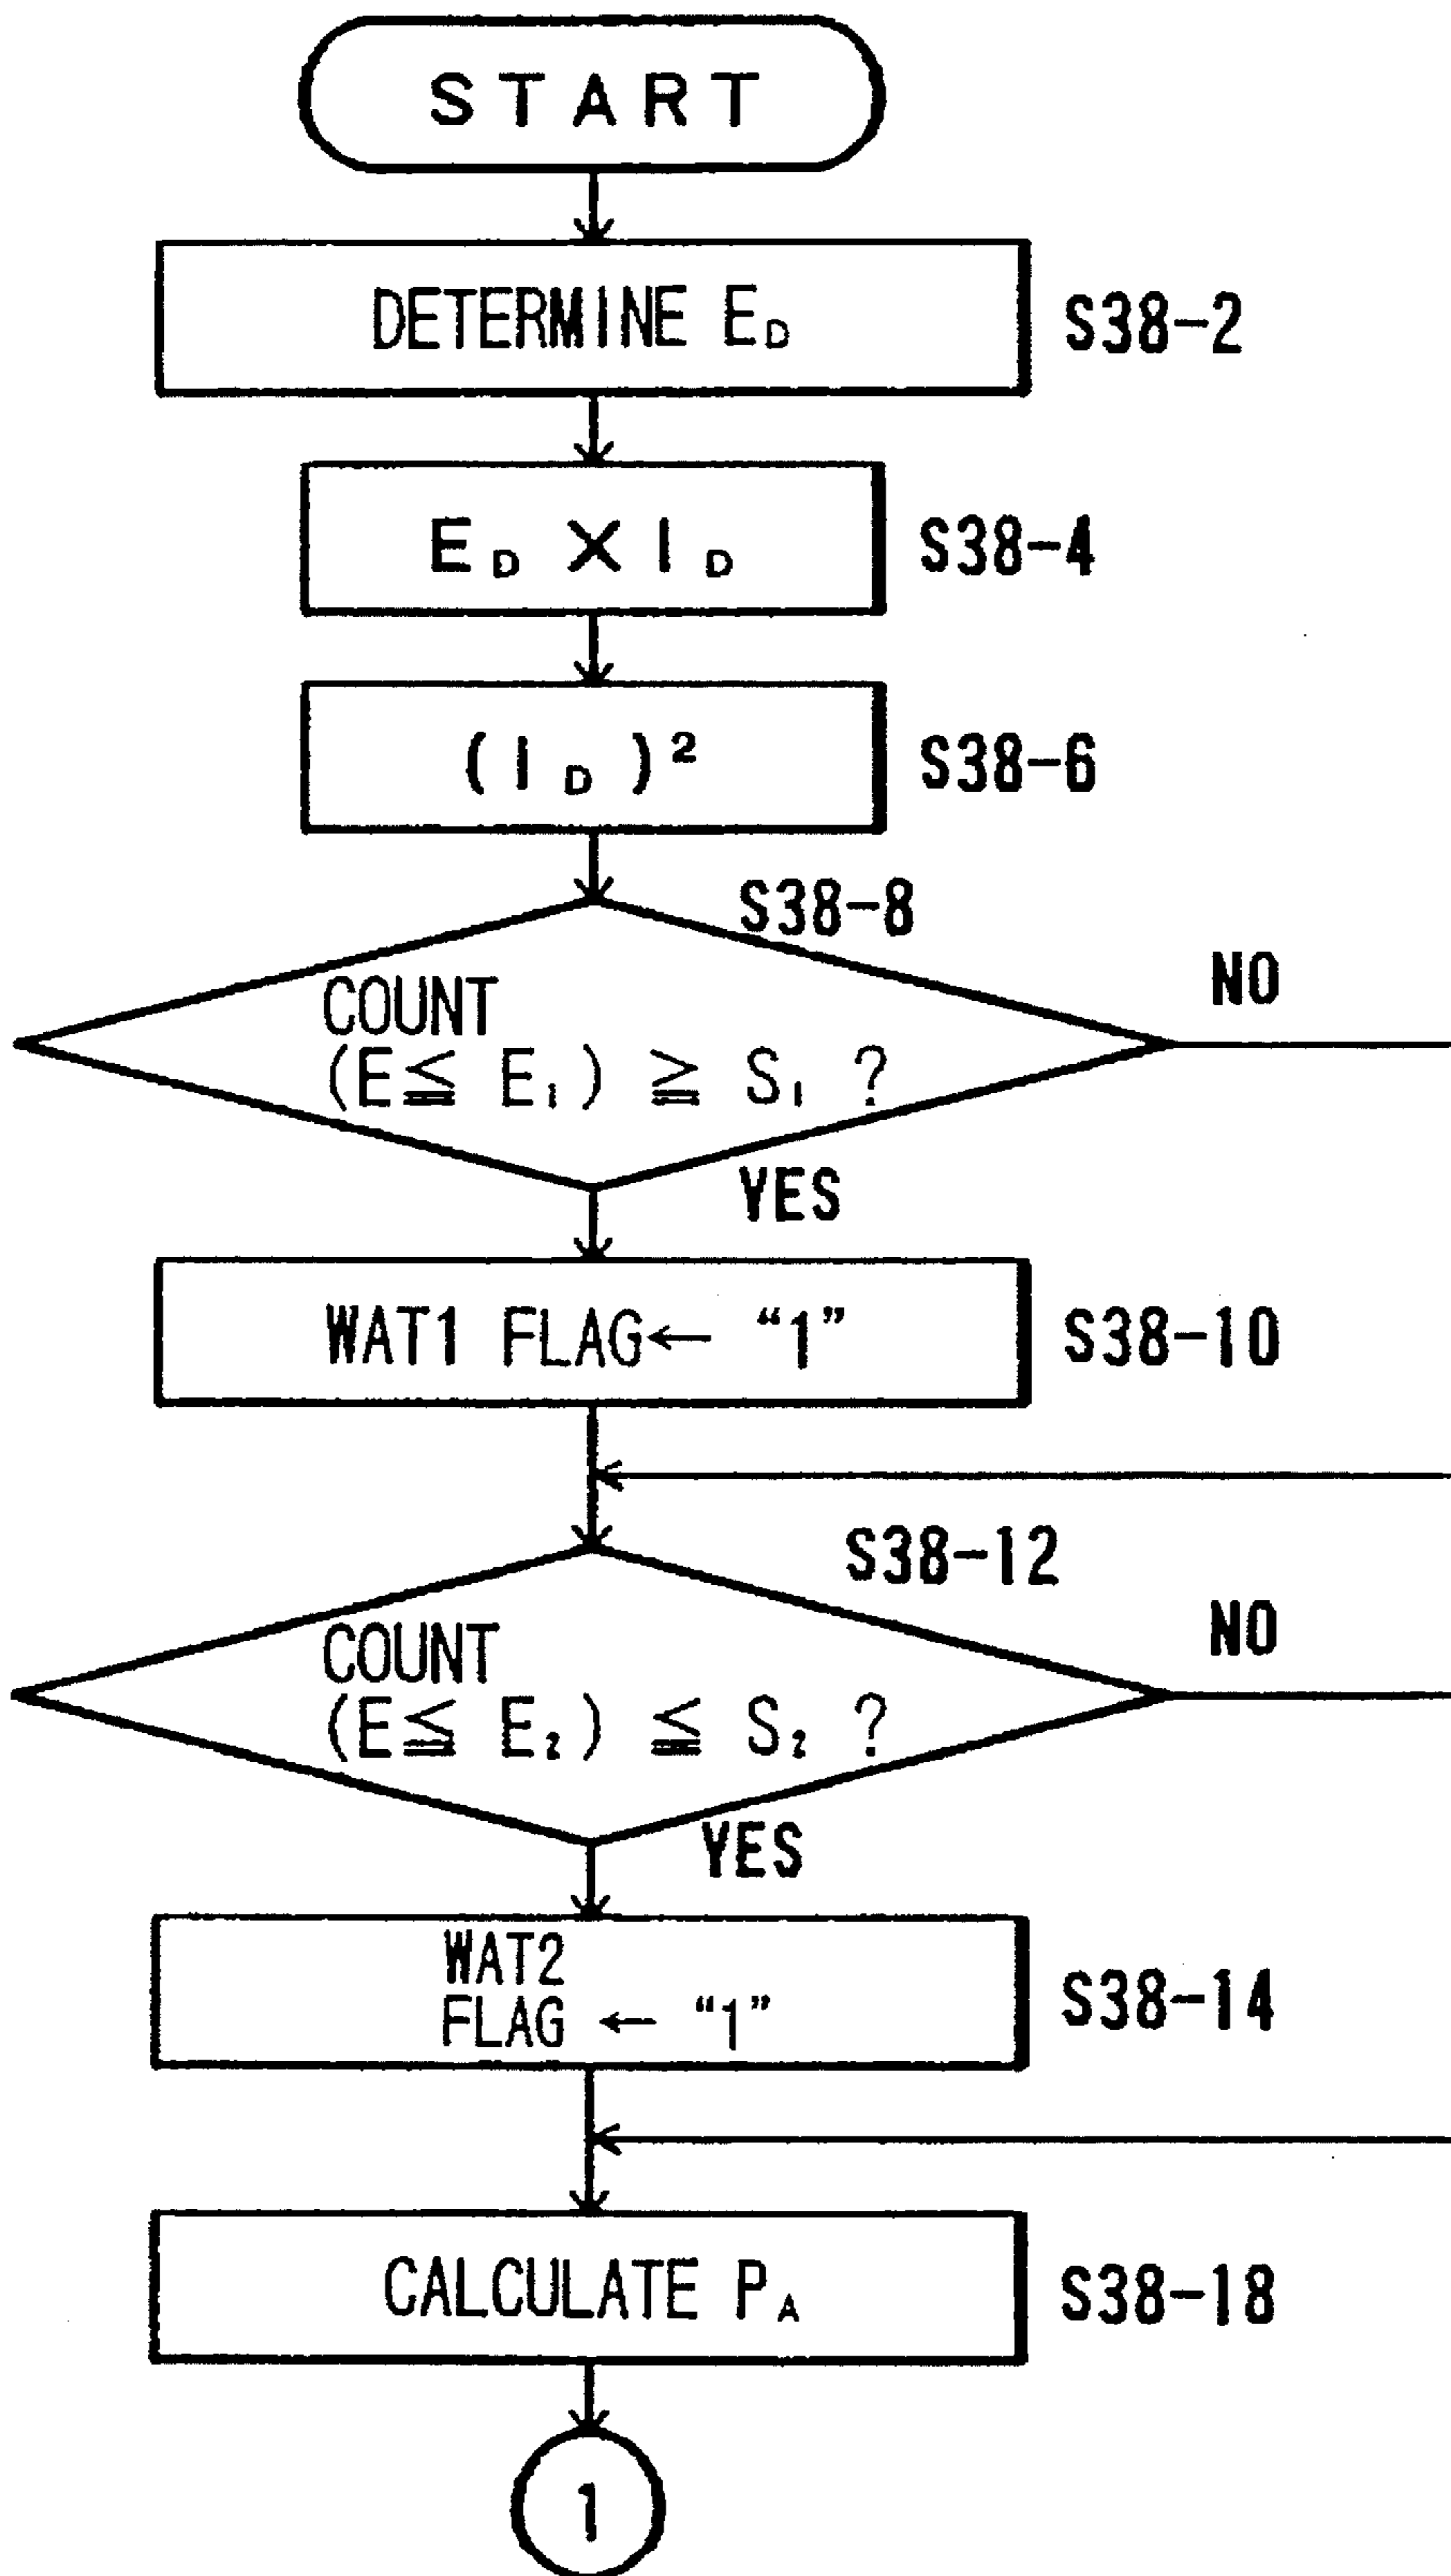 START
DETERMINE E_D
S38-2
E_D × I_D
S38-4
(I_D)²
S38-6
S38-8
COUNT
(E≦ E₁) ≧ S₁ ?
NO
YES
WAT1 FLAG← “1”
S38-10
S38-12
COUNT
(E≦ E₂) ≦ S₂ ?
NO
YES
WAT2
FLAG ← “1”
S38-14
CALCULATE P_A
S38-18
1